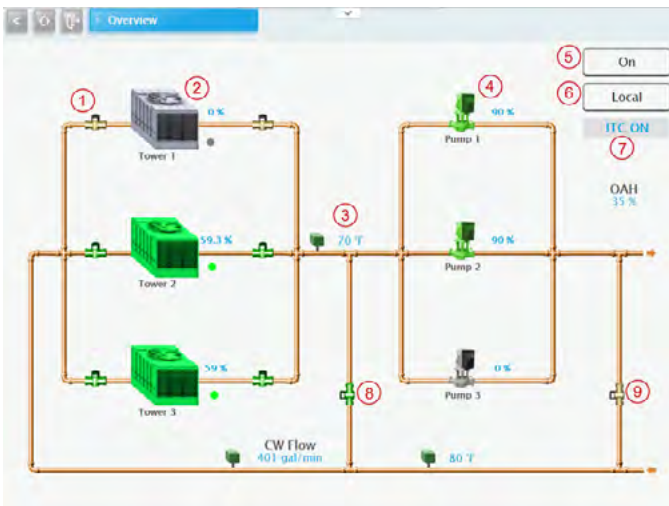 Overview
5
On
6
Local
ITC ON
7
OAH
35 %
1
2
0 %
Tower 1
4
90 %
Pump 1
3
59.3 %
70 °F
90 %
Tower 2
Pump 2
59 %
0 %
Tower 3
Pump 3
8
9
CW Flow
401 gal/min
80 °F